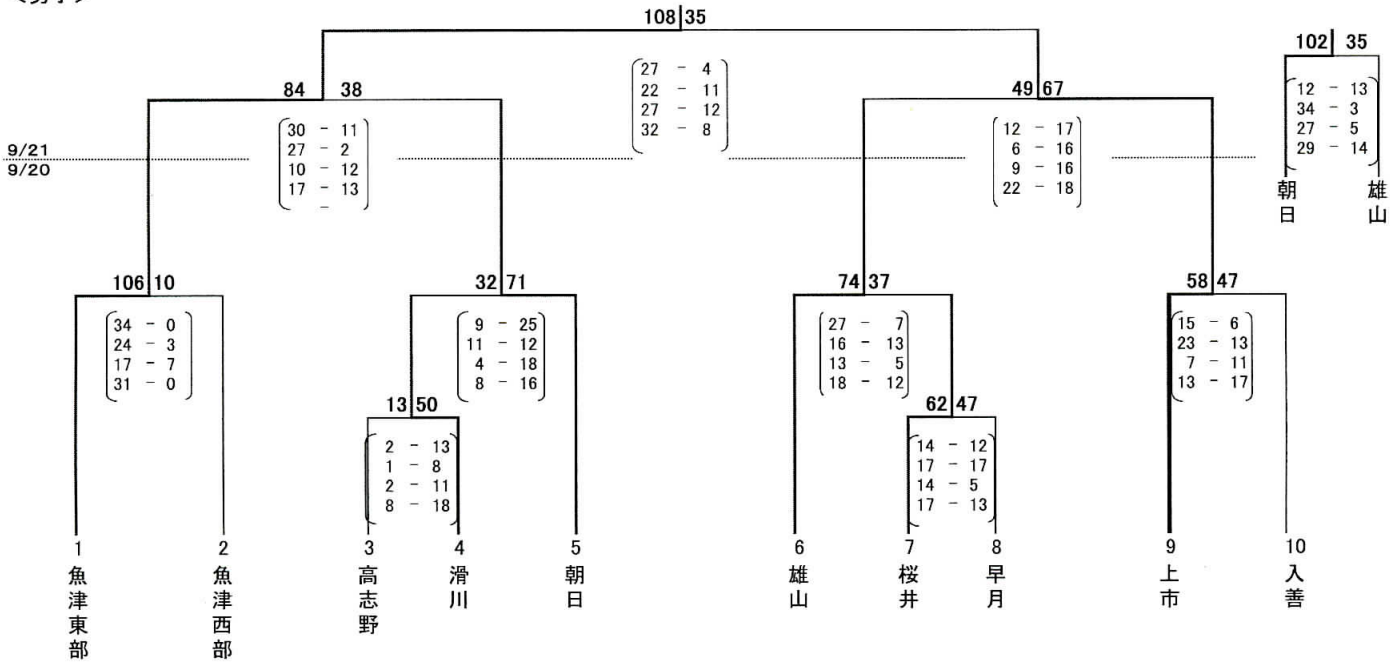 108 35
102 35
27 - 4
22 - 11
27 - 12
32 - 8
12 - 13
34 - 3
27 - 5
29 - 14
朝日
雄山
84 38
30 - 11
27 - 2
10 - 12
17 - 13
-
49 67
12 - 17
6 - 16
9 - 16
22 - 18
9/21
9/20
106 10
34 - 0
24 - 3
17 - 7
31 - 0
32 71
9 - 25
11 - 12
4 - 18
8 - 16
74 37
27 - 7
16 - 13
13 - 5
18 - 12
58 47
15 - 6
23 - 13
7 - 11
13 - 17
13 50
2 - 13
1 - 8
2 - 11
8 - 18
62 47
14 - 12
17 - 17
14 - 5
17 - 13
1 魚津東部
2 魚津西部
3 高志野
4 滑川
5 朝日
6 雄山
7 桜井
8 早月
9 上市
10 入善